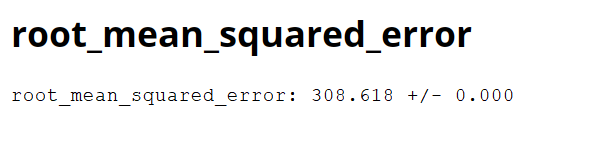 root_mean_squared_error
root_mean_squared_error: 308.618 +/- 0.000